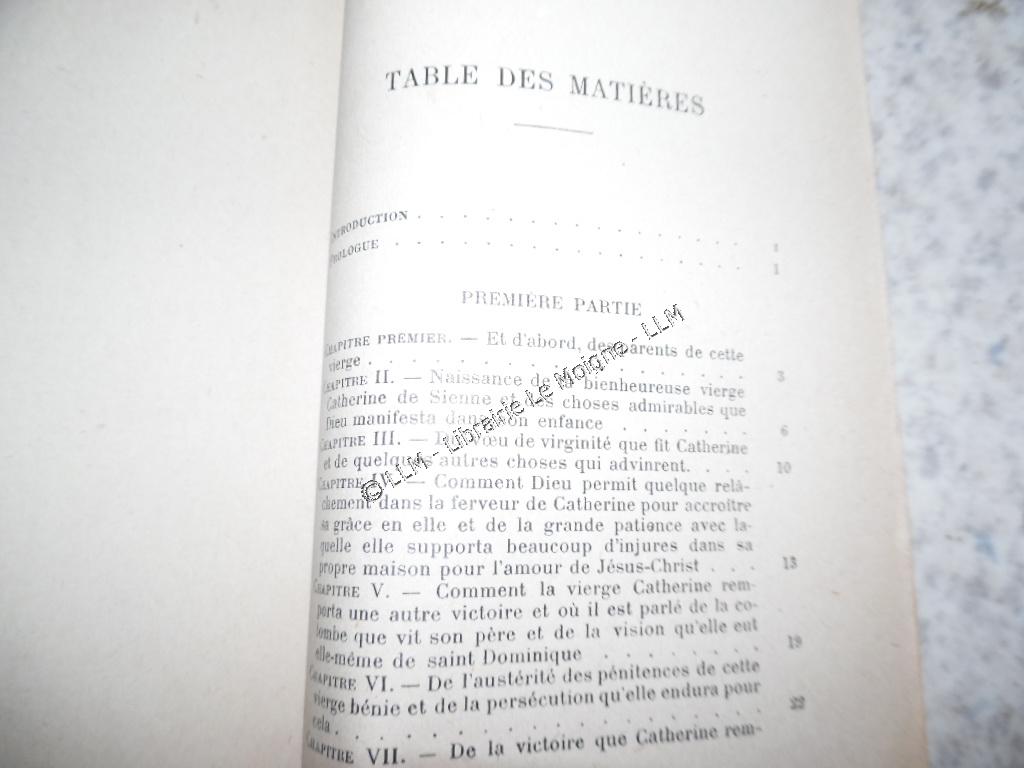 TABLE DES MATIÈRES
INTRODUCTION . . . . . . . . . . . . . . 1
PROLOGUE . . . . . . . . . . . . . . . 1
PREMIÈRE PARTIE
CHAPITRE PREMIER. — Et d'abord, des parents de cette
vierge . . . . . . . . . . . . . . . 3
CHAPITRE II. — Naissance de la bienheureuse vierge
Catherine de Sienne et des choses admirables que
Dieu manifesta dans son enfance . . . . . . . 6
CHAPITRE III. — Du Vœu de virginité que fit Catherine
et de quelques autres choses qui advinrent. . . . 10
CHAPITRE IV. — Comment Dieu permit quelque relâ-
chement dans la ferveur de Catherine pour accroître
sa grâce en elle et de la grande patience avec la-
quelle elle supporta beaucoup d'injures dans sa
propre maison pour l'amour de Jésus-Christ . . . 13
CHAPITRE V. — Comment la vierge Catherine rem-
porta une autre victoire et où il est parlé de la co-
lombe que vit son père et de la vision qu'elle eut
elle-même de saint Dominique . . . . . . . . 19
CHAPITRE VI. — De l'austérité des pénitences de cette
vierge bénie et de la persécution qu'elle endura pour
cela . . . . . . . . . . . . . . . . 22
CHAPITRE VII. — De la victoire que Catherine rem-
© ILLM - Librairie Le Moigne - LLM